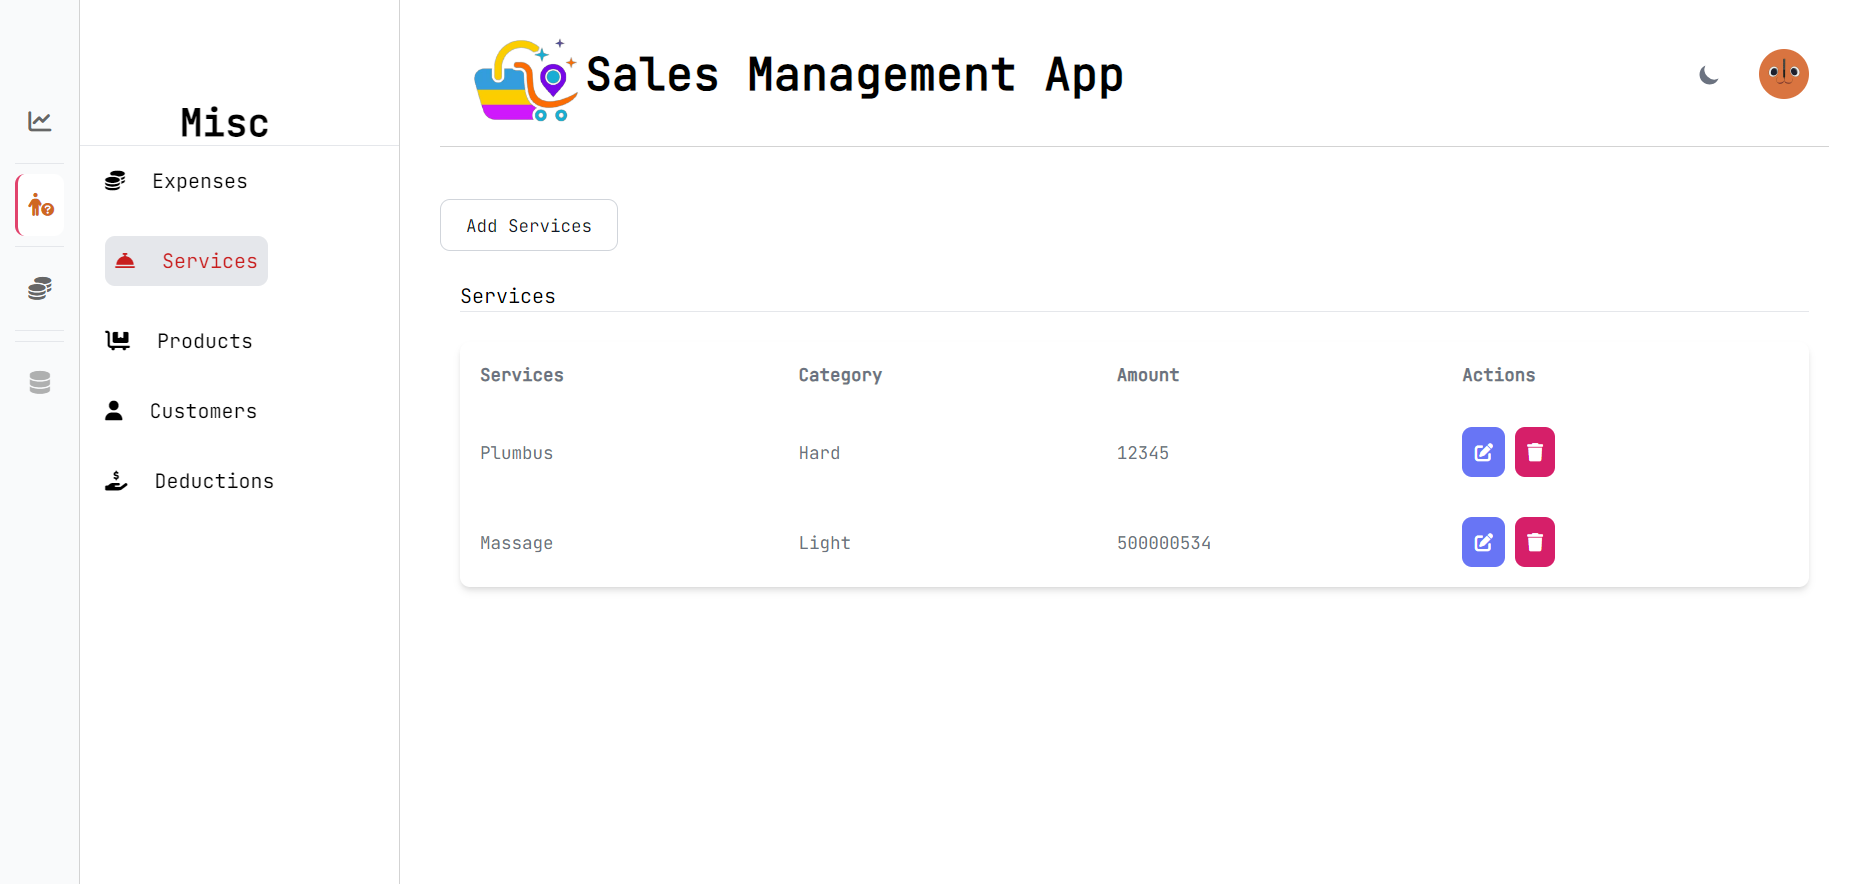 Misc
Expenses
Services
Products
Customers
Deductions
Sales Management App
Add Services
Services
Services Category Amount Actions
Plumbus Hard 12345
Massage Light 500000534